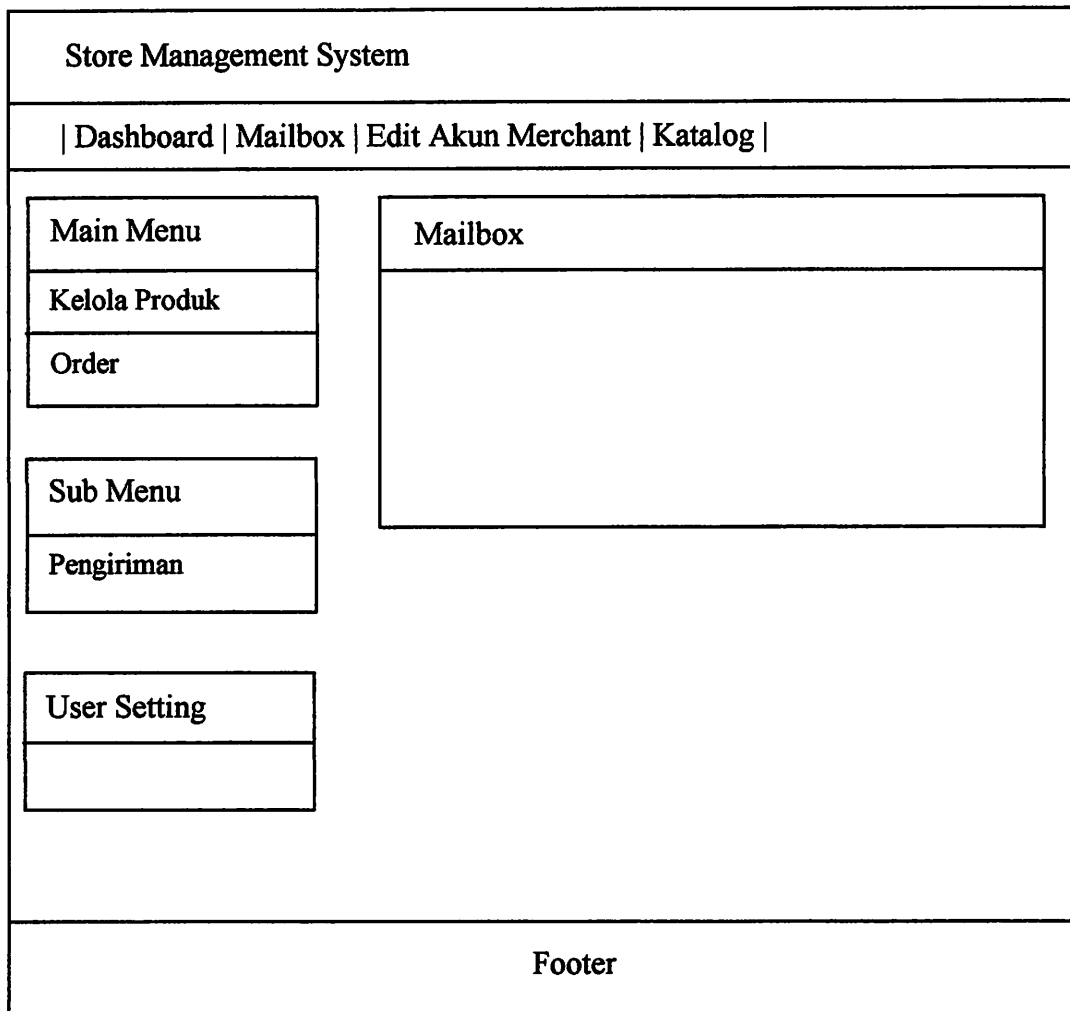 Store Management System
| Dashboard | Mailbox | Edit Akun Merchant | Katalog |
Main Menu
Kelola Produk
Order
Sub Menu
Pengiriman
User Setting
Mailbox
Footer